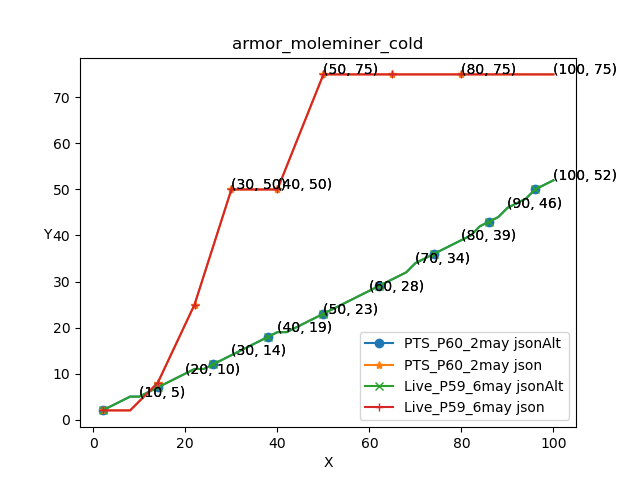 armor_moleminer_cold
(50, 75)
(80, 75)
(100, 75)
70
60
(30, 50)
(40, 50)
(100, 52)
50
(90, 46)
Y
40
(80, 39)
(70, 34)
30
(60, 28)
(50, 23)
20
(40, 19)
(30, 14)
(20, 10)
10
(10, 5)
0
PTS_P60_2may jsonAlt
PTS_P60_2may json
Live_P59_6may jsonAlt
Live_P59_6may json
0 20 40 60 80 100
X